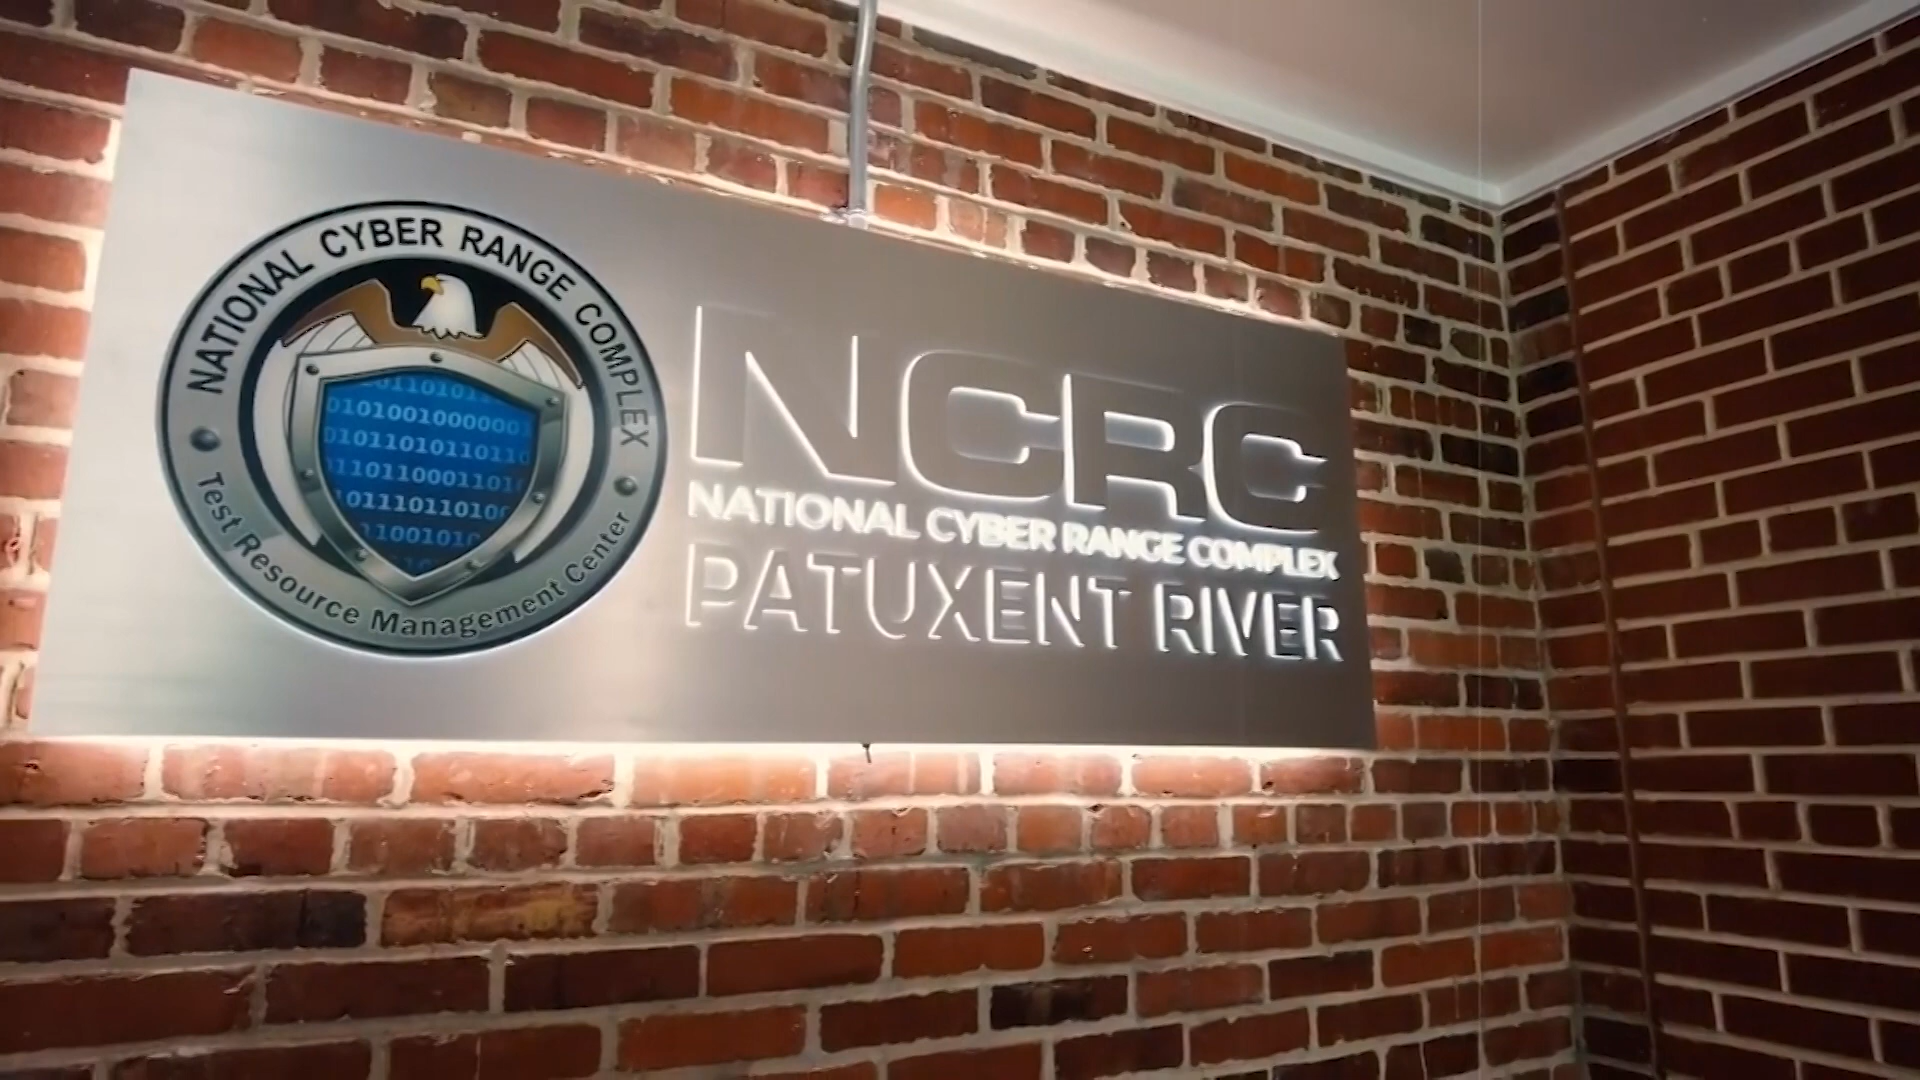 NATIONAL CYBER RANGE COMPLEX
Test Resource Management Center
NCRC
NATIONAL CYBER RANGE COMPLEX
PATUXENT RIVER